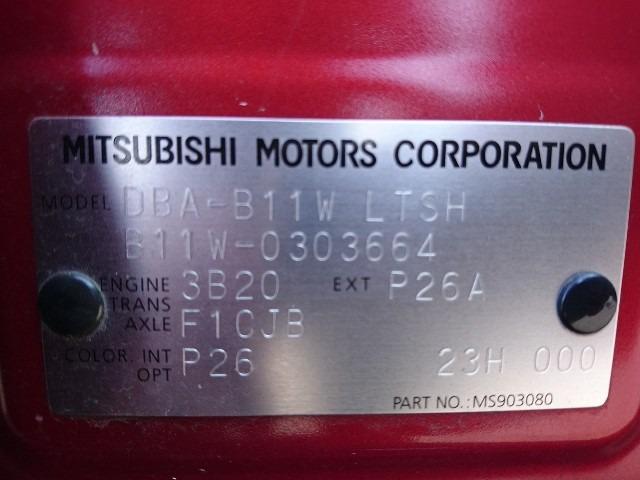 MITSUBISHI MOTORS CORPORATION
MODEL DBA-B11W LTSH
B11W-0303664
ENGINE 3B20 EXT P26A
TRANS
AXLE F1CJB
COLOR. INT P26 23H 000
OPT
PART NO.:MS903080